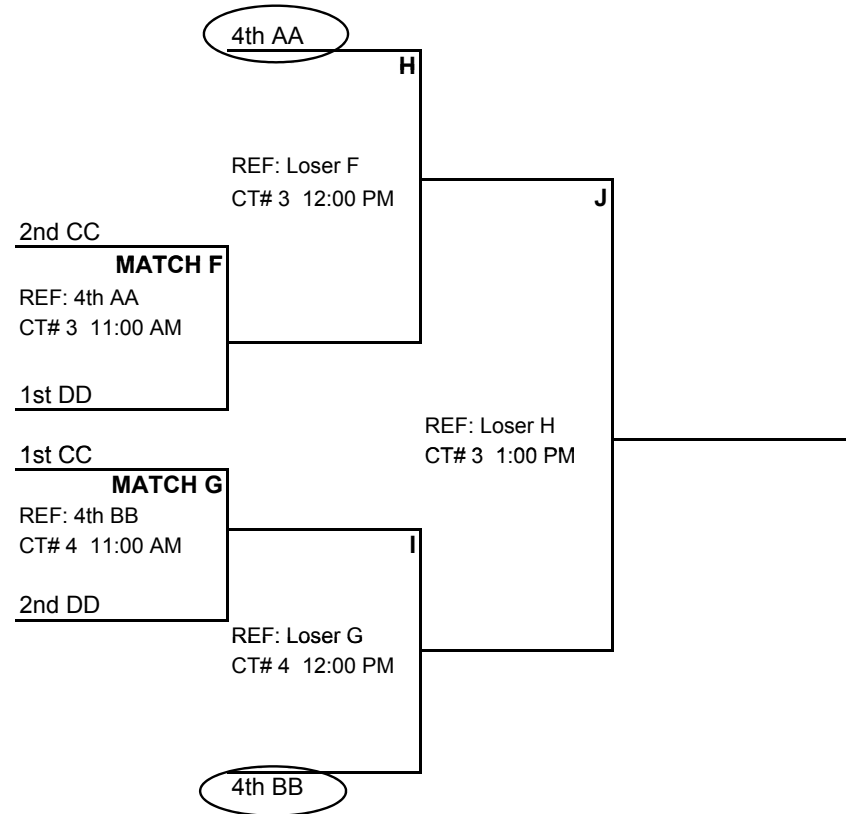 4th AA
H
REF: Loser F
CT# 3 12:00 PM
J
2nd CC
MATCH F
REF: 4th AA
CT# 3 11:00 AM
1st DD
REF: Loser H
CT# 3 1:00 PM
1st CC
MATCH G
REF: 4th BB
CT# 4 11:00 AM
I
2nd DD
REF: Loser G
CT# 4 12:00 PM
4th BB